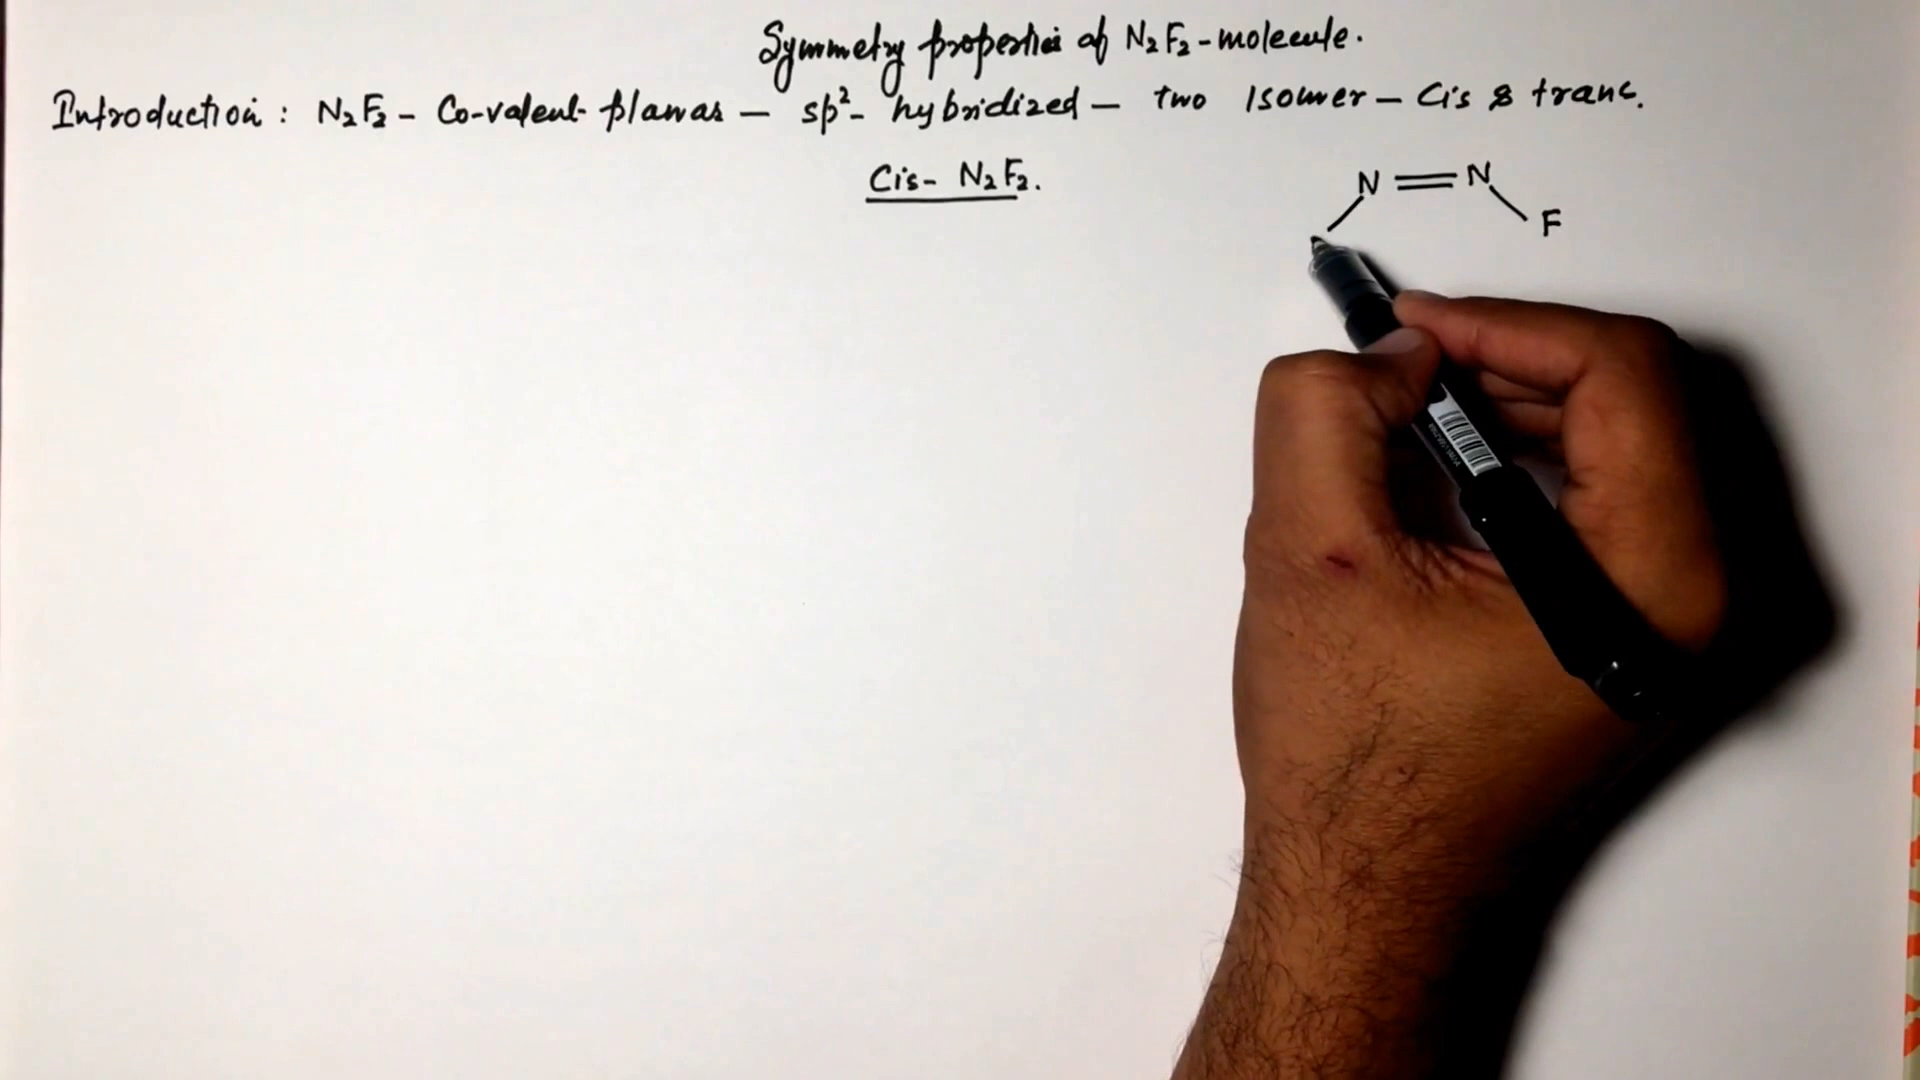 Symmetry properties of N₂F₂-molecule.
Introduction: N₂F₂ - Co-valent planar - sp²- hybridized - two Isomer - Cis & trans.
Cis- N₂F₂.
N = N
F